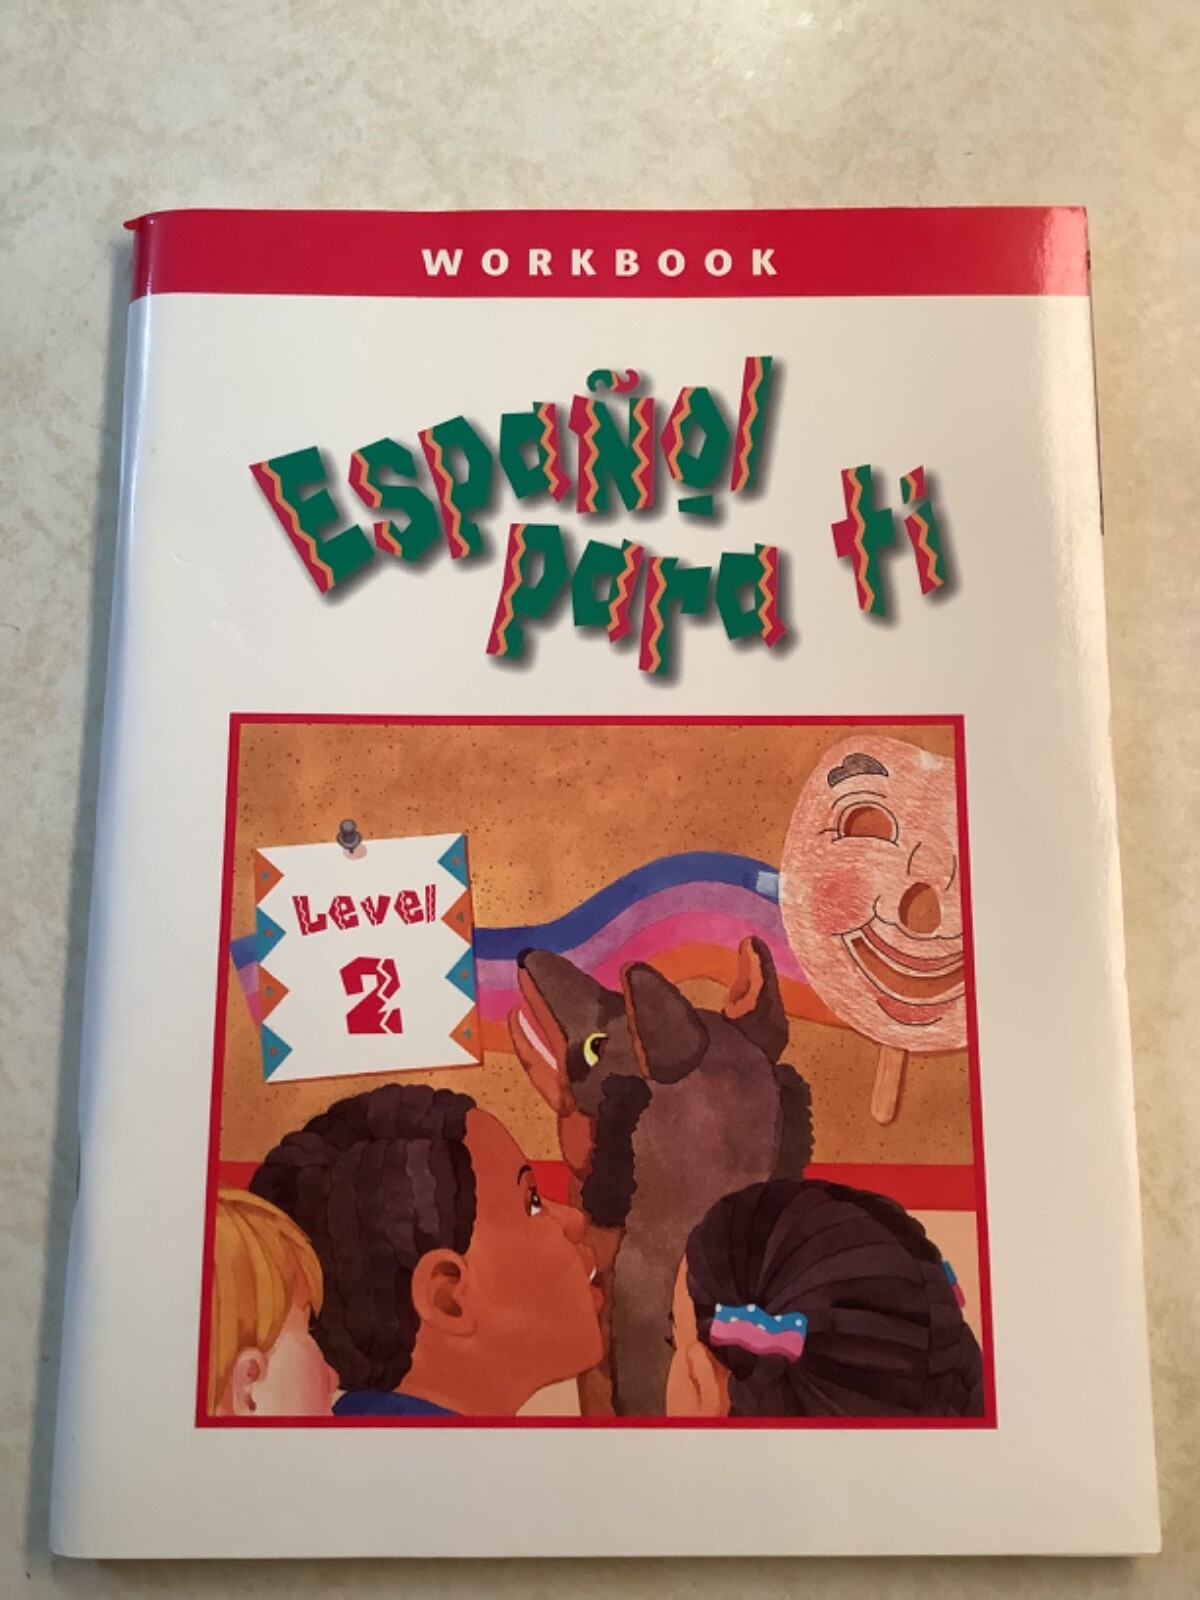 WORKBOOK
Español
para ti
Level
2